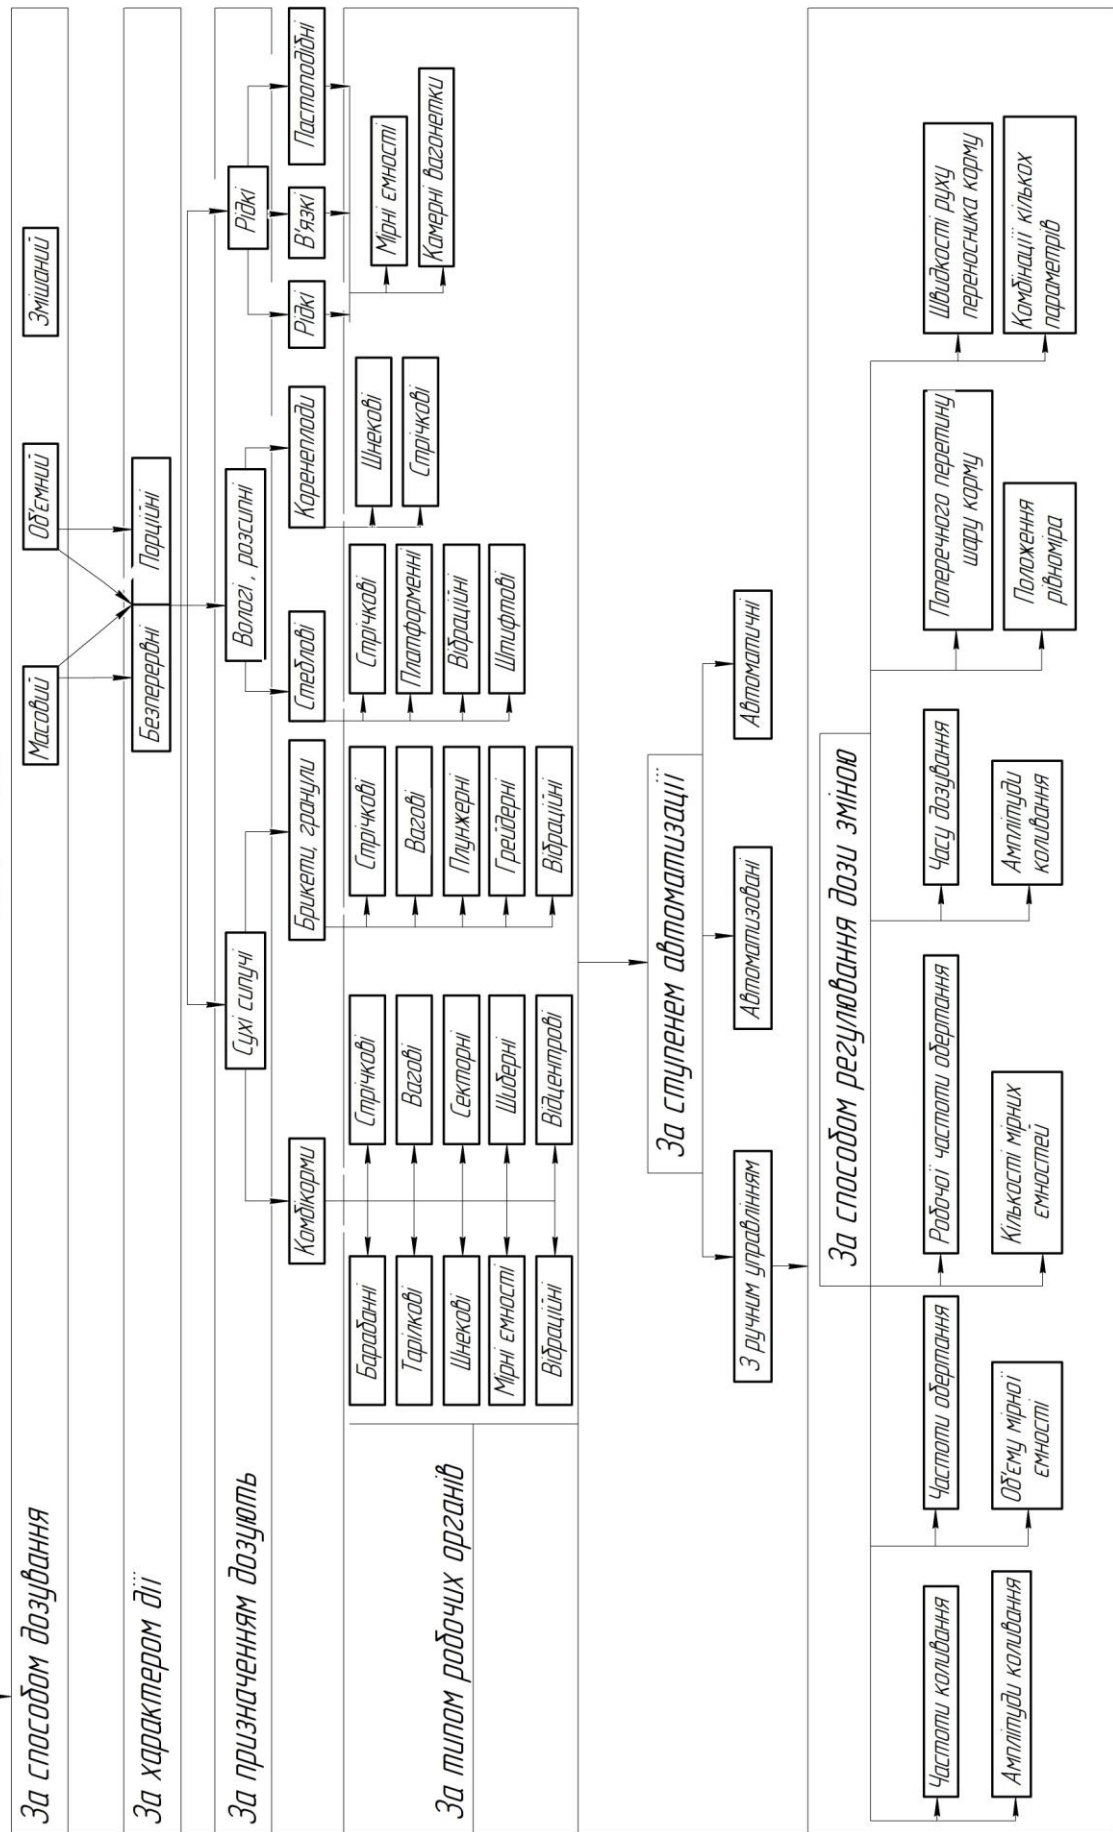 За способом дозування
Масовий
Об'ємний
Змішаний
За характером дії
Безперервні
Порційні
За призначенням дозують
Сухі сипучі
Вологі, розсипні
Рідкі
Комбікорми
Брикети, гранули
Стеблові
Коренеплоди
Рідкі
В'язкі
Пастоподібні
За типом робочих органів
Барабанні
Тарілкові
Шнекові
Мірні ємності
Вібраційні
Стрічкові
Вагові
Секторні
Шиберні
Відцентрові
Стрічкові
Вагові
Плунжерні
Грейдерні
Вібраційні
Стрічкові
Платформенні
Вібраційні
Штифтові
Шнекові
Стрічкові
Мірні ємності
Камерні вагонетки
За ступенем автоматизації
З ручним управлінням
Автоматизовані
Автоматичні
За способом регулювання дози зміною
Частоти коливання
Амплітуди коливання
Частоти обертання
Об'єму мірної
ємності
Робочої частоти обертання
Кількості мірних
ємностей
Часу дозування
Амплітуди
коливання
Поперечного перетину
шару корму
Положення
рівноміра
Швидкості руху
переносника корму
Комбінації кількох
параметрів